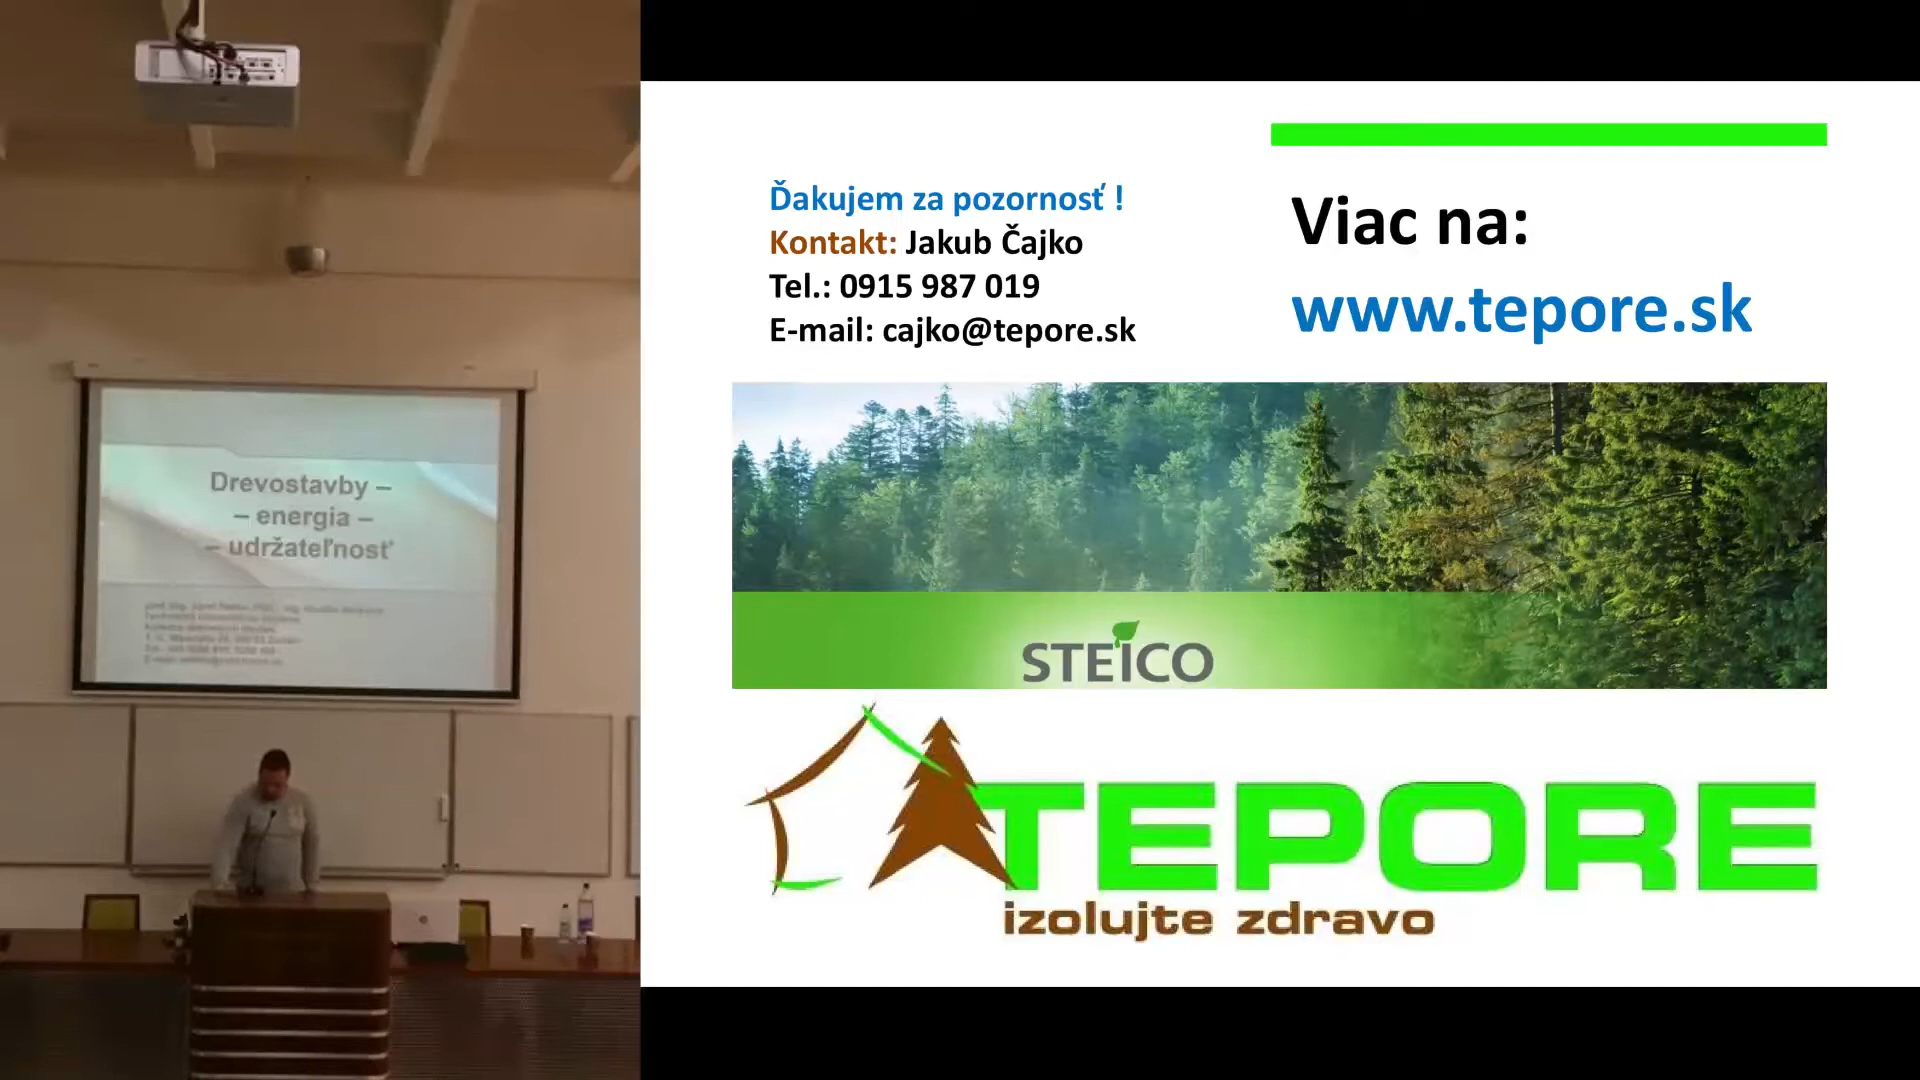 Drevostavby –
– energia –
– udržateľnosť
Ďakujem za pozornosť !
Kontakt: Jakub Čajko
Tel.: 0915 987 019
E-mail: cajko@tepore.sk
Viac na:
www.tepore.sk
STEICO
TEPORE
izolujte zdravo